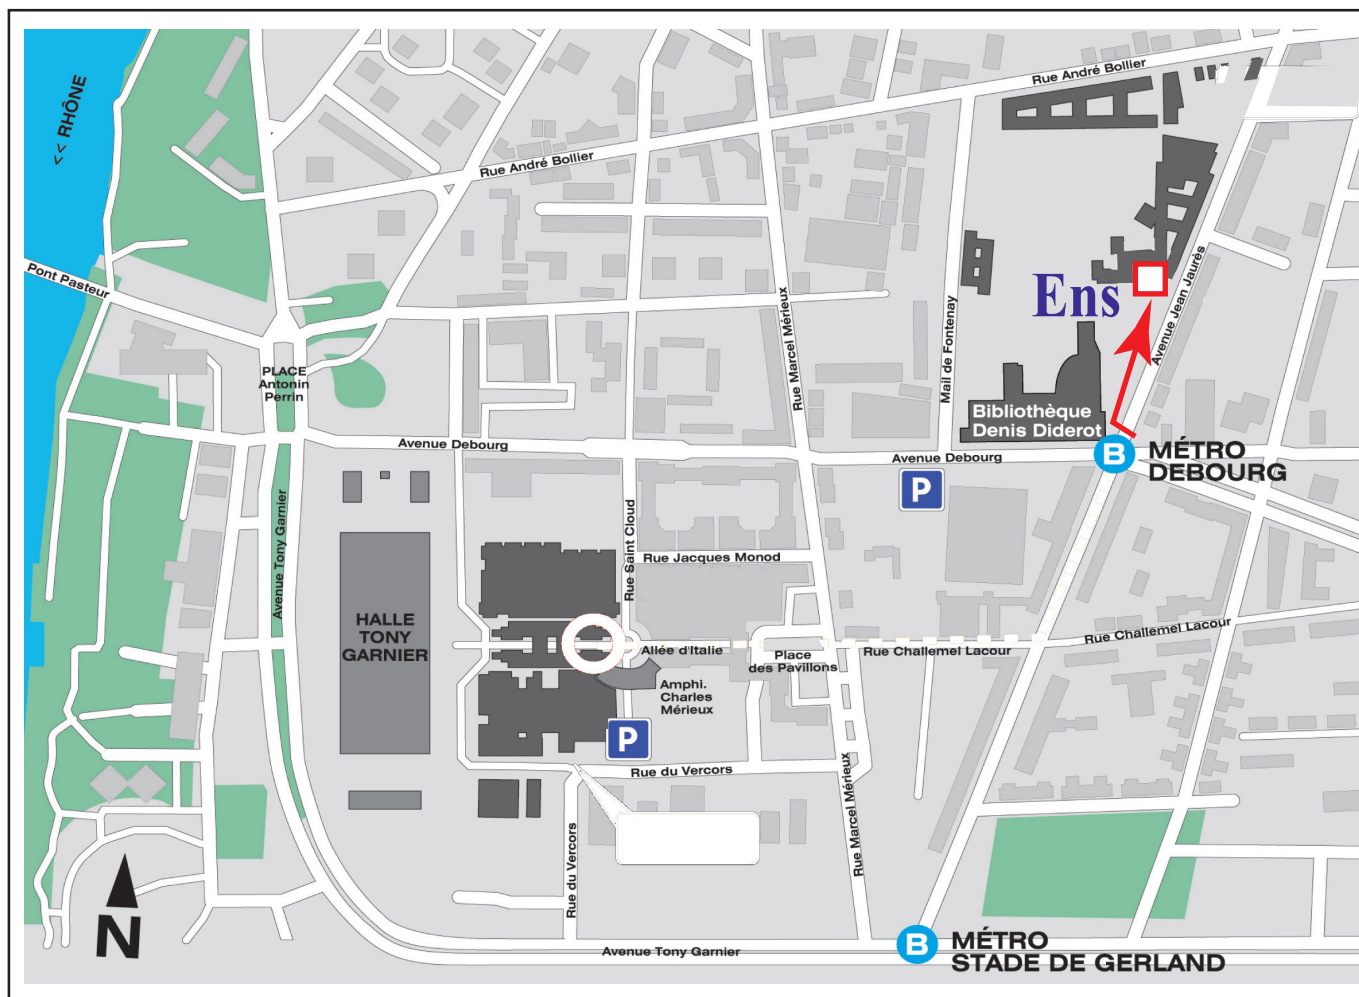 << RHÔNE
Rue André Bollier
Rue André Bollier
Pont Pasteur
Ens
Avenue Jean Jaurès
Rue Marcel Mérieux
Mail de Fontenay
PLACE
Antonin
Perrin
Bibliothèque
Denis Diderot
Avenue Debourg
Avenue Debourg
B
MÉTRO
DEBOURG
P
Avenue Tony Garnier
Rue Saint Cloud
Rue Jacques Monod
HALLE
TONY
GARNIER
Allée d'Italie
Place
des Pavillons
Rue Challemel Lacour
Rue Challemel Lacour
Amphi.
Charles
Mérieux
P
Rue du Vercors
Rue Marcel Mérieux
Rue du Vercors
N
Avenue Tony Garnier
B
MÉTRO
STADE DE GERLAND